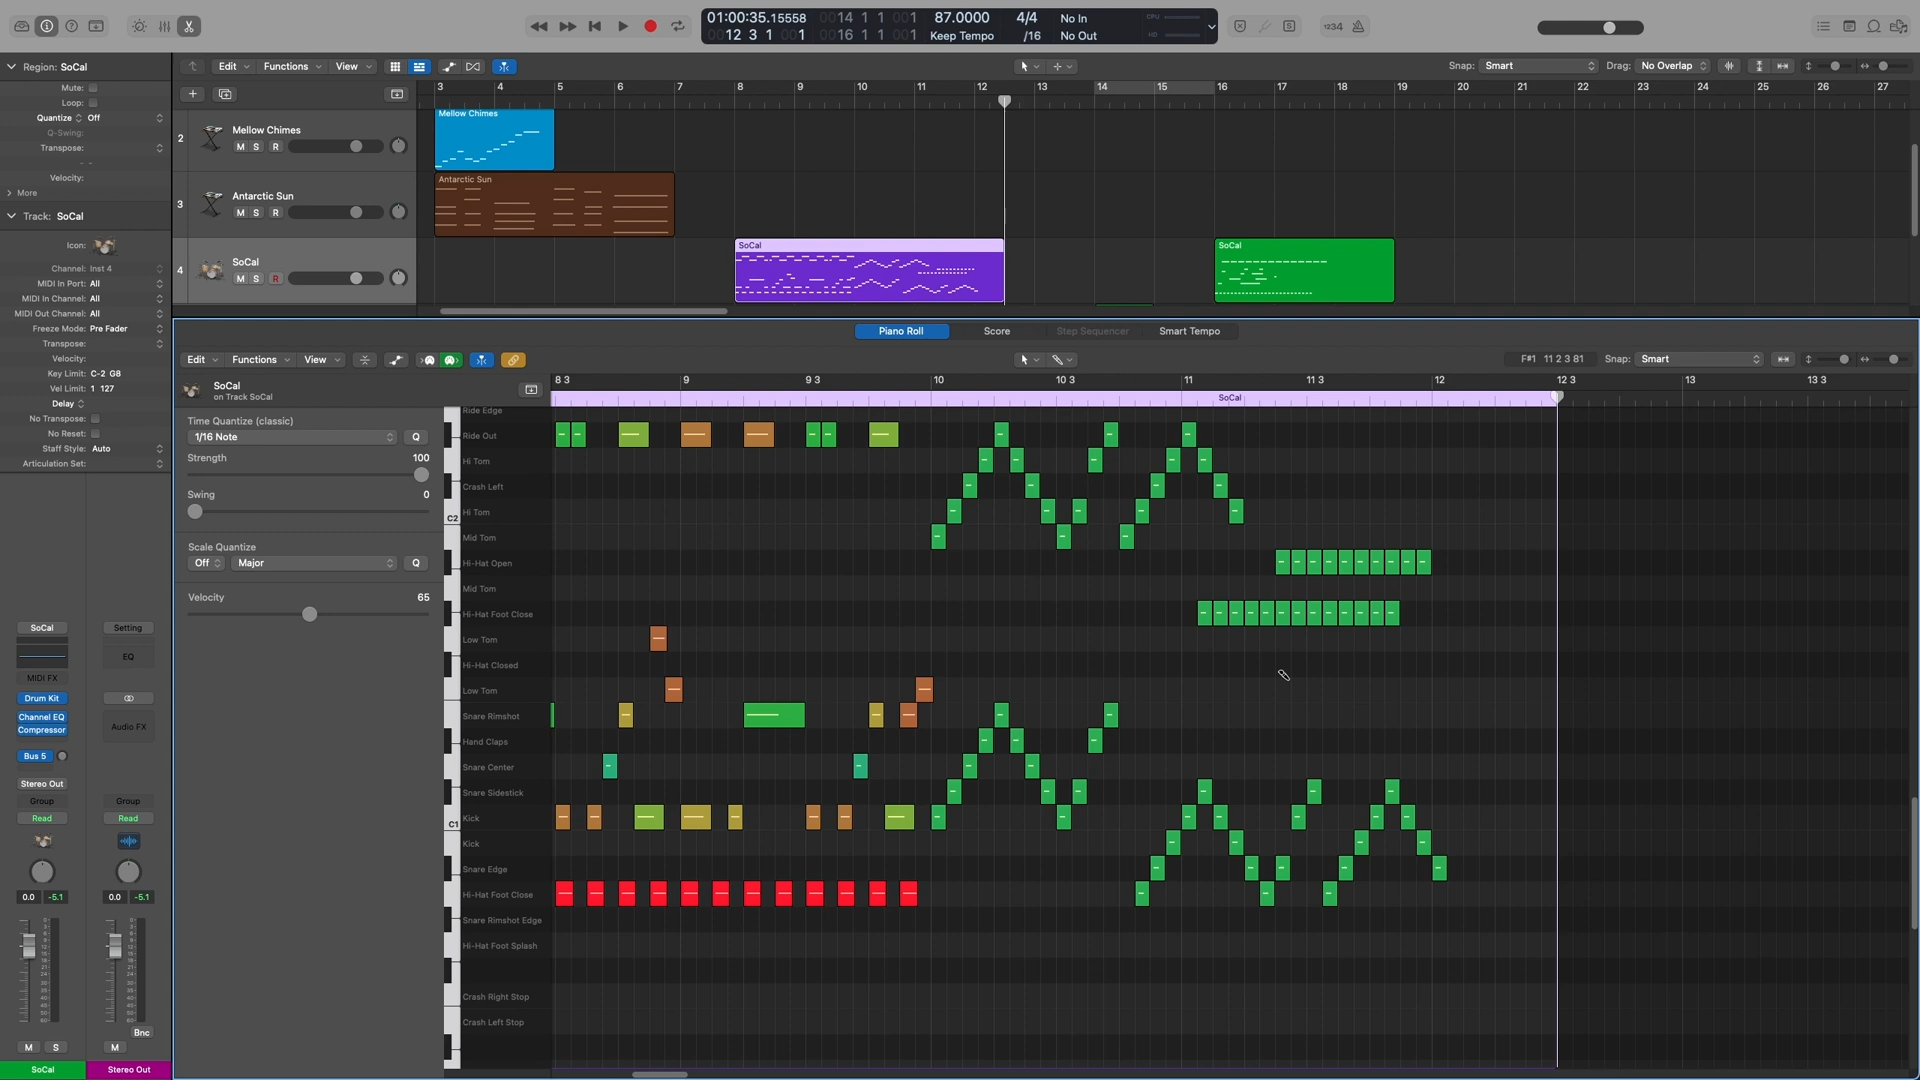 01:00:35.15558
0012 3 1 001
0014 1 1 001
0016 1 1 001
87.0000
Keep Tempo
4/4
/16
No In
No Out
CPU
HD
1234
Region: SoCal
Mute:
Loop:
Quantize Off
Q-Swing:
Transpose:
Velocity:
More
Track: SoCal
Icon:
Channel: Inst 4
MIDI In Port: All
MIDI In Channel: All
MIDI Out Channel: All
Freeze Mode: Pre Fader
Transpose:
Velocity:
Key Limit: C-2 G8
Vel Limit: 1 127
Delay
No Transpose:
No Reset:
Staff Style: Auto
Articulation Set:
Edit Functions View
Snap: Smart
Drag: No Overlap
3 4 5 6 7 8 9 10 11 12 13 14 15 16 17 18 19 20 21 22 23 24 25 26 27
2 Mellow Chimes
M S R
Mellow Chimes
3 Antarctic Sun
M S R
Antarctic Sun
4 SoCal
M S R
SoCal
SoCal
Piano Roll Score Step Sequencer Smart Tempo
Edit Functions View
F#1 11 2 3 81
Snap: Smart
SoCal
on Track SoCal
8 3 9 9 3 10 10 3 11 11 3 12 12 3 13 13 3
SoCal
Time Quantize (classic)
1/16 Note Q
Strength 100
Swing 0
Scale Quantize
Off Major Q
Velocity 65
Ride Edge
Ride Out
Hi Tom
Crash Left
C2 Hi Tom
Mid Tom
Hi-Hat Open
Mid Tom
Hi-Hat Foot Close
Low Tom
Hi-Hat Closed
Low Tom
Snare Rimshot
Hand Claps
Snare Center
Snare Sidestick
C1 Kick
Kick
Snare Edge
Hi-Hat Foot Close
Snare Rimshot Edge
Hi-Hat Foot Splash
Crash Right Stop
Crash Left Stop
SoCal Setting
EQ
MIDI FX
Drum Kit
Channel EQ
Compressor
Audio FX
Bus 5
Stereo Out
Group Group
Read Read
0.0 -5.1 0.0 -5.1
Bnc
M S M
SoCal Stereo Out